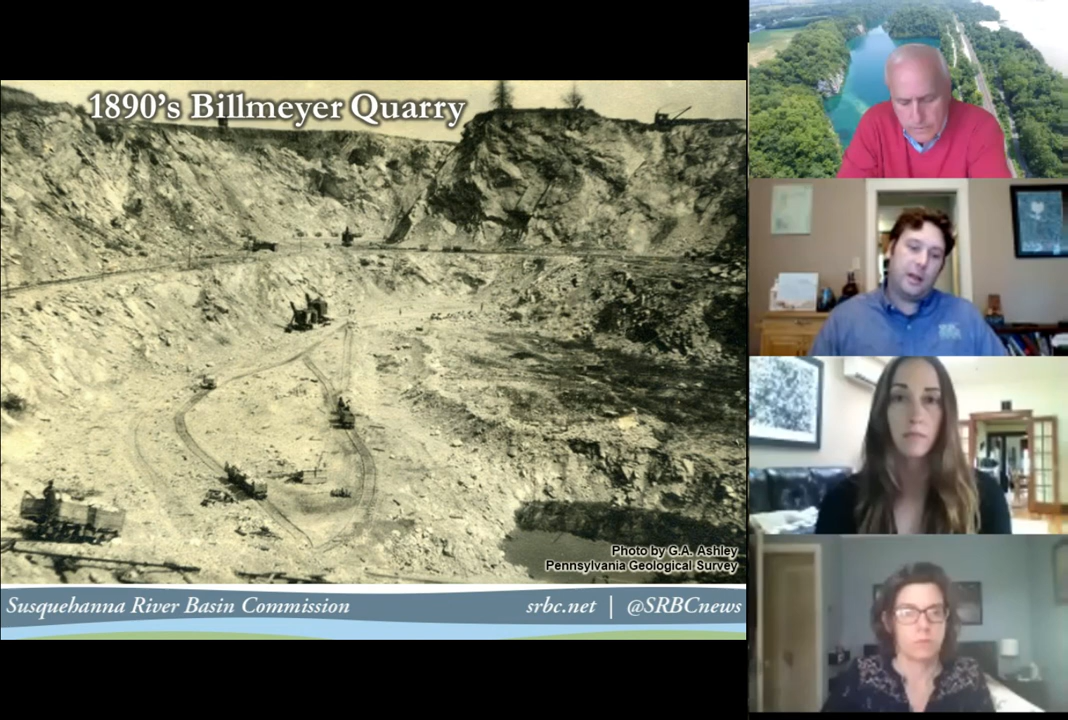 1890's Billmeyer Quarry
Photo by G.A. Ashley
Pennsylvania Geological Survey
Susquehanna River Basin Commission
srbc.net | @SRBCnews